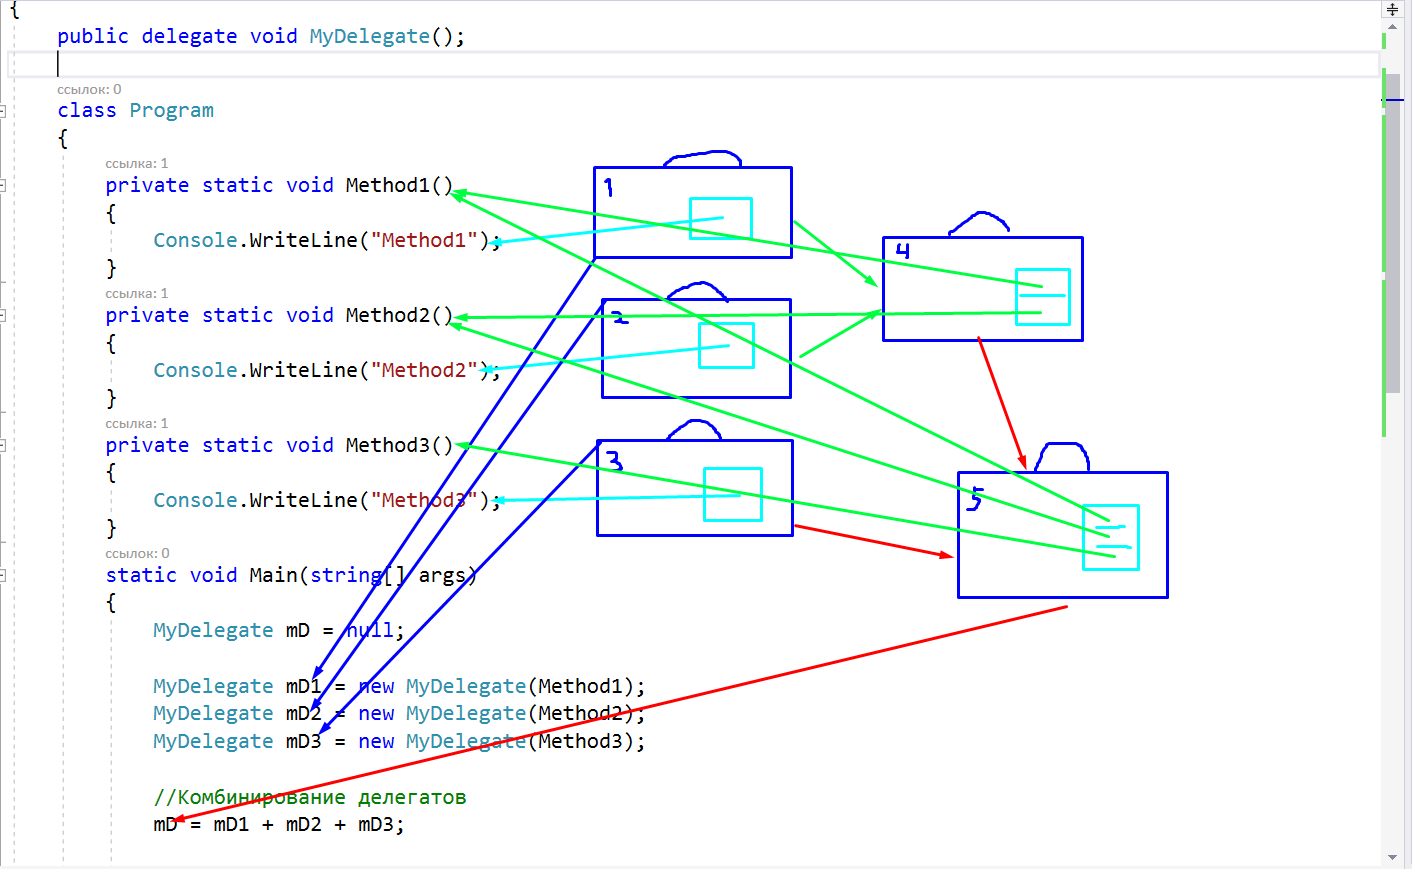 {
public delegate void MyDelegate();
ссылок: 0
class Program
{
ссылка: 1
private static void Method1()
{
Console.WriteLine("Method1");
}
ссылка: 1
private static void Method2()
{
Console.WriteLine("Method2");
}
ссылка: 1
private static void Method3()
{
Console.WriteLine("Method3");
}
ссылок: 0
static void Main(string[] args)
{
MyDelegate mD = null;
MyDelegate mD1 = new MyDelegate(Method1);
MyDelegate mD2 = new MyDelegate(Method2);
MyDelegate mD3 = new MyDelegate(Method3);
//Комбинирование делегатов
mD = mD1 + mD2 + mD3;
1
2
3
4
5